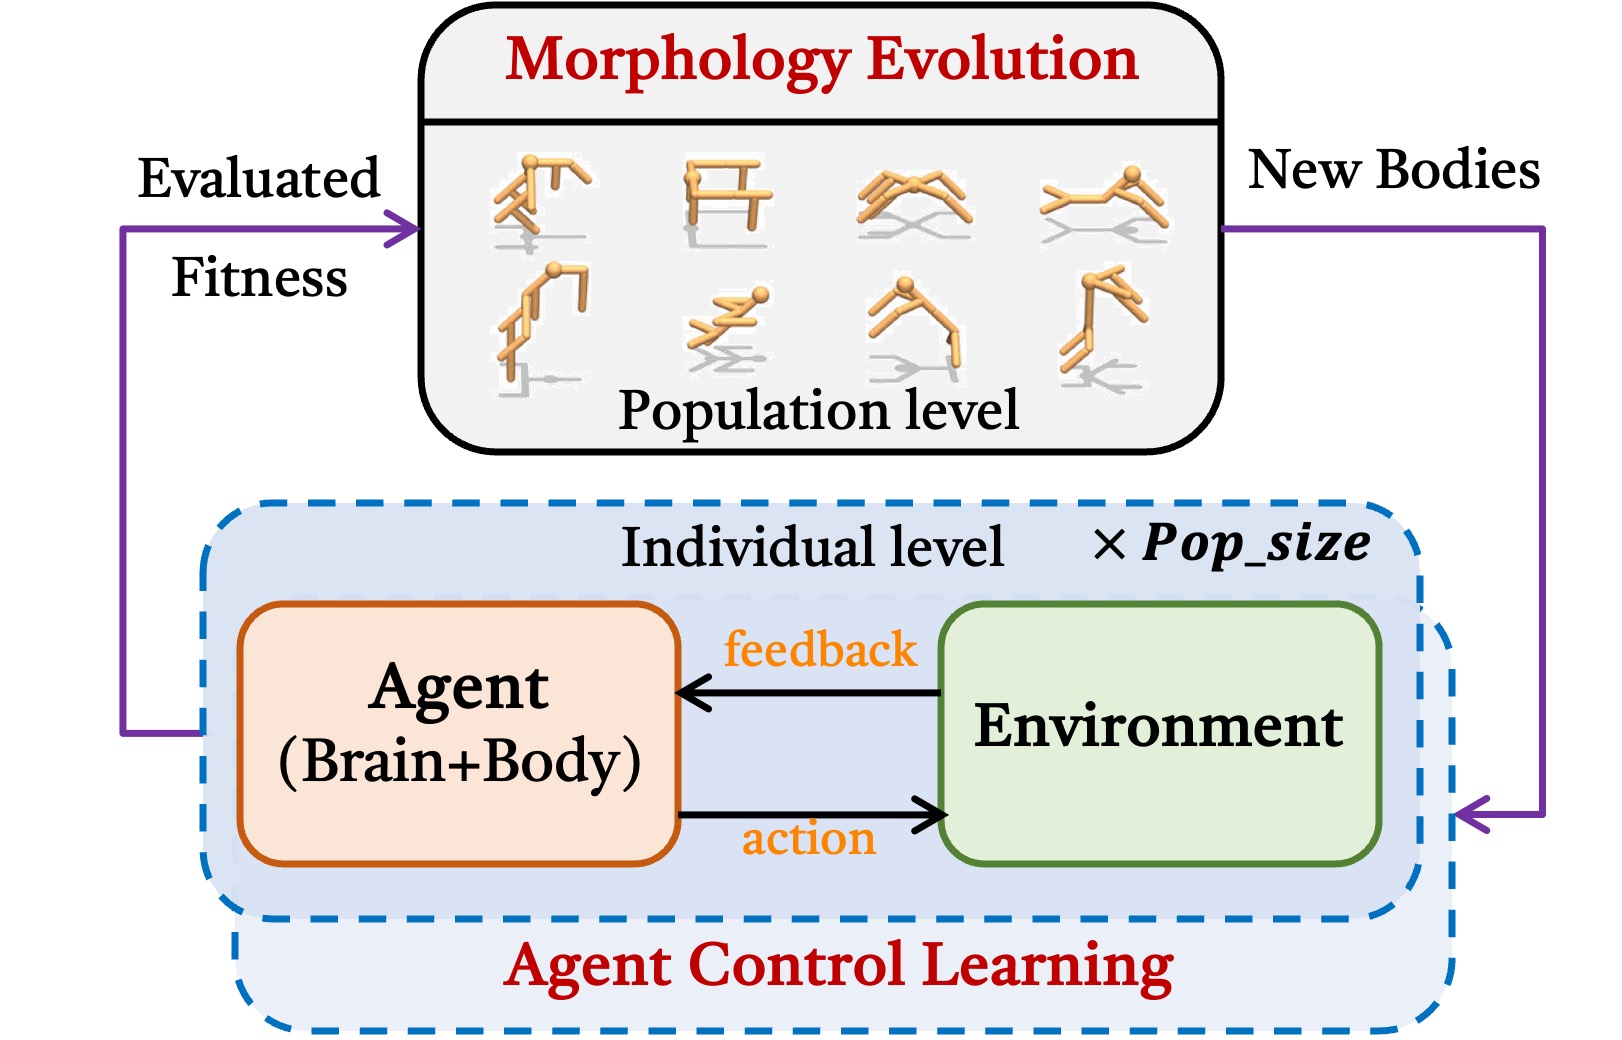 Morphology Evolution
Evaluated
Fitness
New Bodies
Population level
Individual level
× Pop_size
feedback
Agent
(Brain+Body)
Environment
action
Agent Control Learning